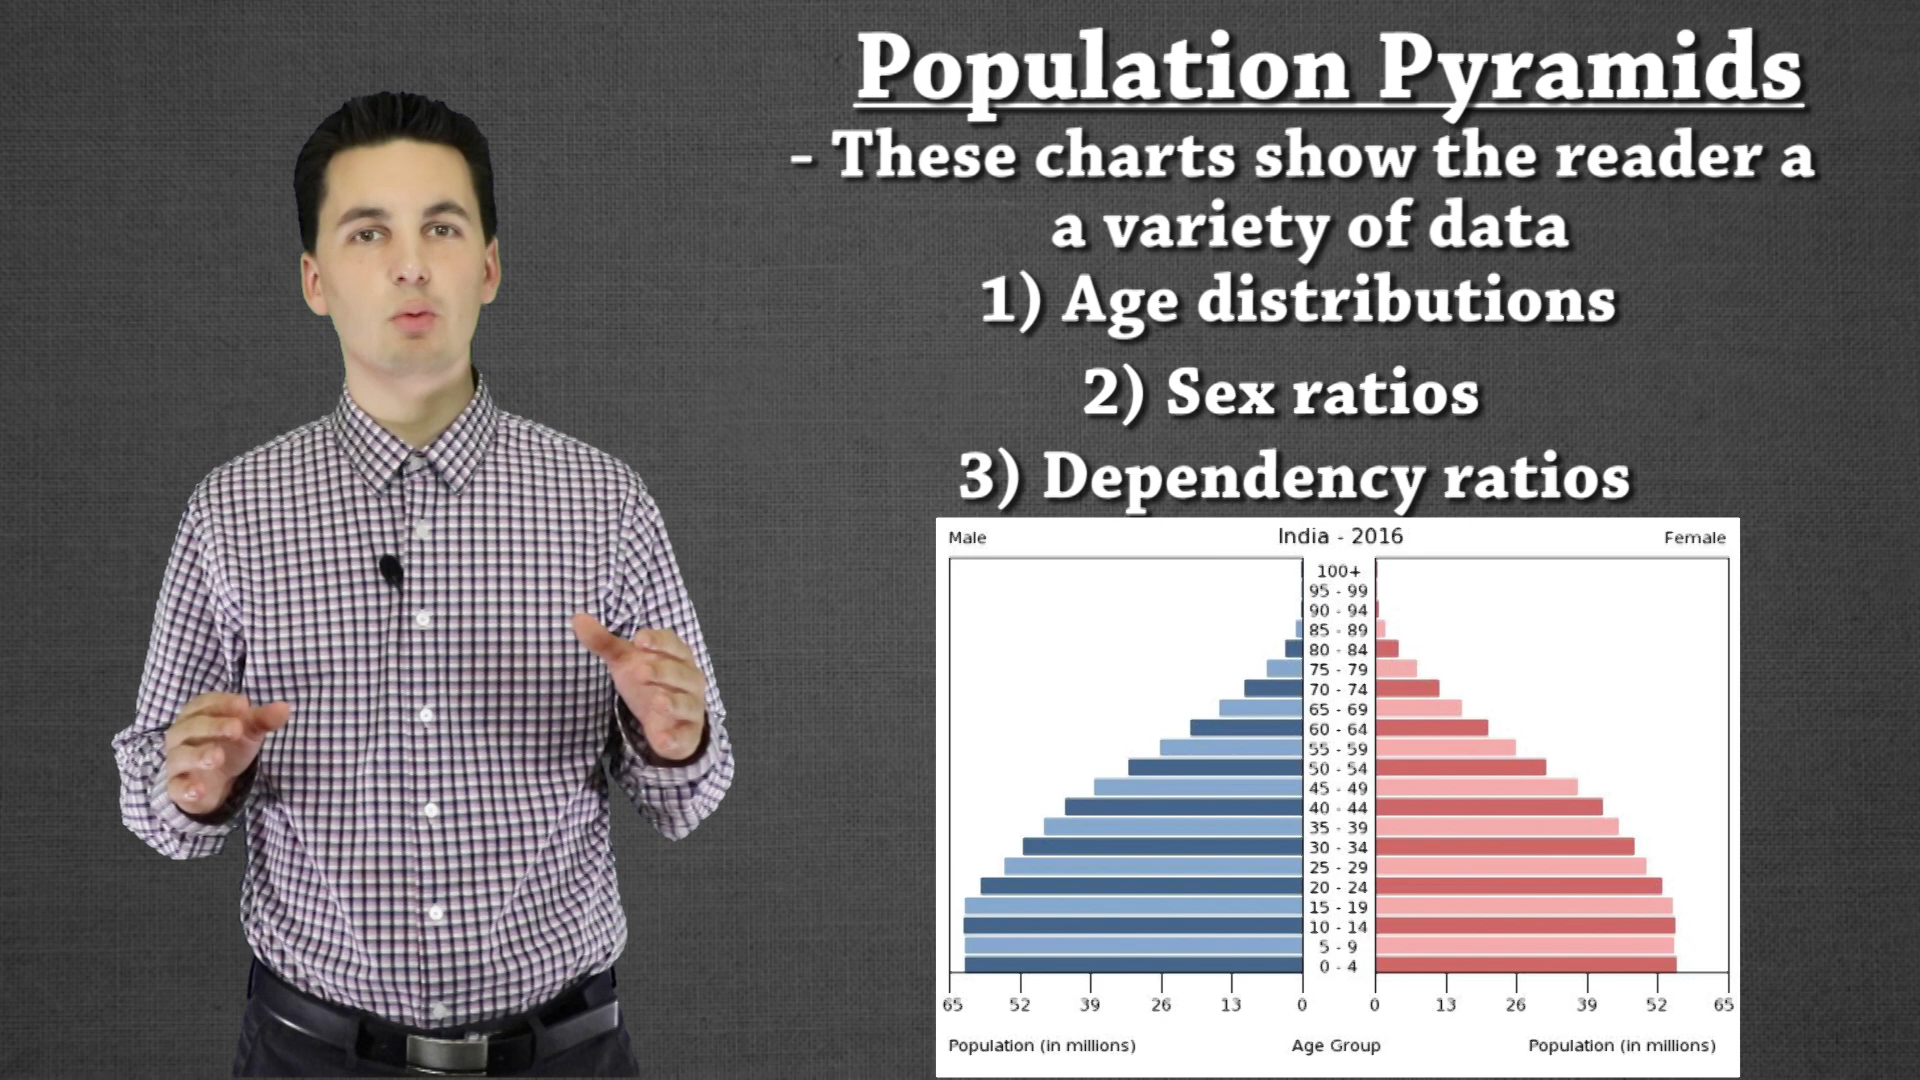 Population Pyramids
- These charts show the reader a
a variety of data
1) Age distributions
2) Sex ratios
3) Dependency ratios
Male India - 2016 Female
100+
95 - 99
90 - 94
85 - 89
80 - 84
75 - 79
70 - 74
65 - 69
60 - 64
55 - 59
50 - 54
45 - 49
40 - 44
35 - 39
30 - 34
25 - 29
20 - 24
15 - 19
10 - 14
5 - 9
0 - 4
65 52 39 26 13 0 0 13 26 39 52 65
Population (in millions) Age Group Population (in millions)